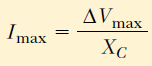 I_max = ΔV_max / X_C